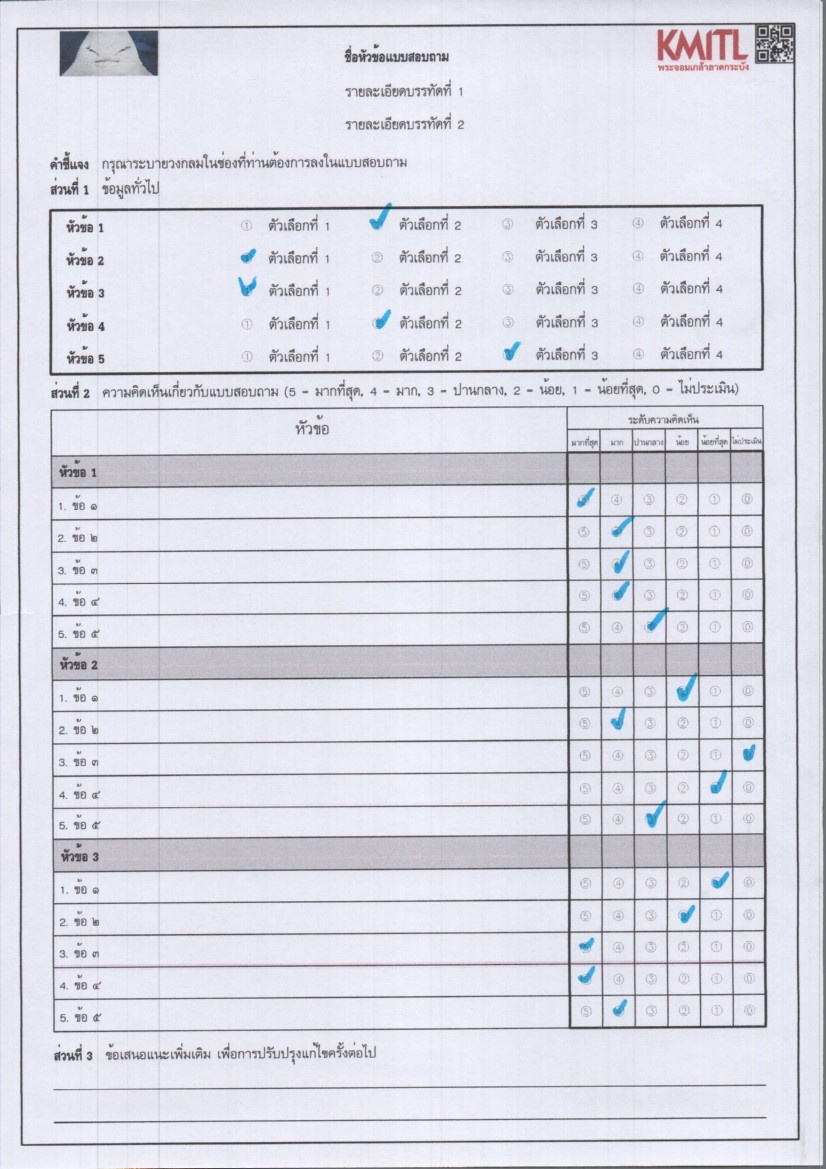 KMITL
พระจอมเกล้าลาดกระบัง
ชื่อหัวข้อแบบสอบถาม
รายละเอียดบรรทัดที่ 1
รายละเอียดบรรทัดที่ 2
คำชี้แจง กรุณาระบายวงกลมในช่องที่ท่านต้องการลงในแบบสอบถาม
ส่วนที่ 1 ข้อมูลทั่วไป
หัวข้อ 1 ① ตัวเลือกที่ 1 ตัวเลือกที่ 2 ③ ตัวเลือกที่ 3 ④ ตัวเลือกที่ 4
หัวข้อ 2 ตัวเลือกที่ 1 ② ตัวเลือกที่ 2 ③ ตัวเลือกที่ 3 ④ ตัวเลือกที่ 4
หัวข้อ 3 ตัวเลือกที่ 1 ② ตัวเลือกที่ 2 ③ ตัวเลือกที่ 3 ④ ตัวเลือกที่ 4
หัวข้อ 4 ① ตัวเลือกที่ 1 ตัวเลือกที่ 2 ③ ตัวเลือกที่ 3 ④ ตัวเลือกที่ 4
หัวข้อ 5 ① ตัวเลือกที่ 1 ② ตัวเลือกที่ 2 ตัวเลือกที่ 3 ④ ตัวเลือกที่ 4
ส่วนที่ 2 ความคิดเห็นเกี่ยวกับแบบสอบถาม (5 - มากที่สุด, 4 - มาก, 3 - ปานกลาง, 2 - น้อย, 1 - น้อยที่สุด, 0 - ไม่ประเมิน)
หัวข้อ ระดับความคิดเห็น
มากที่สุด มาก ปานกลาง น้อย น้อยที่สุด ไม่ประเมิน
หัวข้อ 1
1. ข้อ ๑ ④ ③ ② ① ⓪
2. ข้อ ๒ ⑤ ③ ② ① ⓪
3. ข้อ ๓ ⑤ ③ ② ① ⓪
4. ข้อ ๔ ⑤ ③ ② ① ⓪
5. ข้อ ๕ ⑤ ④ ② ① ⓪
หัวข้อ 2
1. ข้อ ๑ ⑤ ④ ③ ① ⓪
2. ข้อ ๒ ⑤ ③ ② ① ⓪
3. ข้อ ๓ ⑤ ④ ③ ② ①
4. ข้อ ๔ ⑤ ④ ③ ② ⓪
5. ข้อ ๕ ⑤ ④ ② ① ⓪
หัวข้อ 3
1. ข้อ ๑ ⑤ ④ ③ ② ⓪
2. ข้อ ๒ ⑤ ④ ③ ① ⓪
3. ข้อ ๓ ④ ③ ② ① ⓪
4. ข้อ ๔ ④ ③ ② ① ⓪
5. ข้อ ๕ ⑤ ③ ② ① ⓪
ส่วนที่ 3 ข้อเสนอแนะเพิ่มเติม เพื่อการปรับปรุงแก้ไขครั้งต่อไป